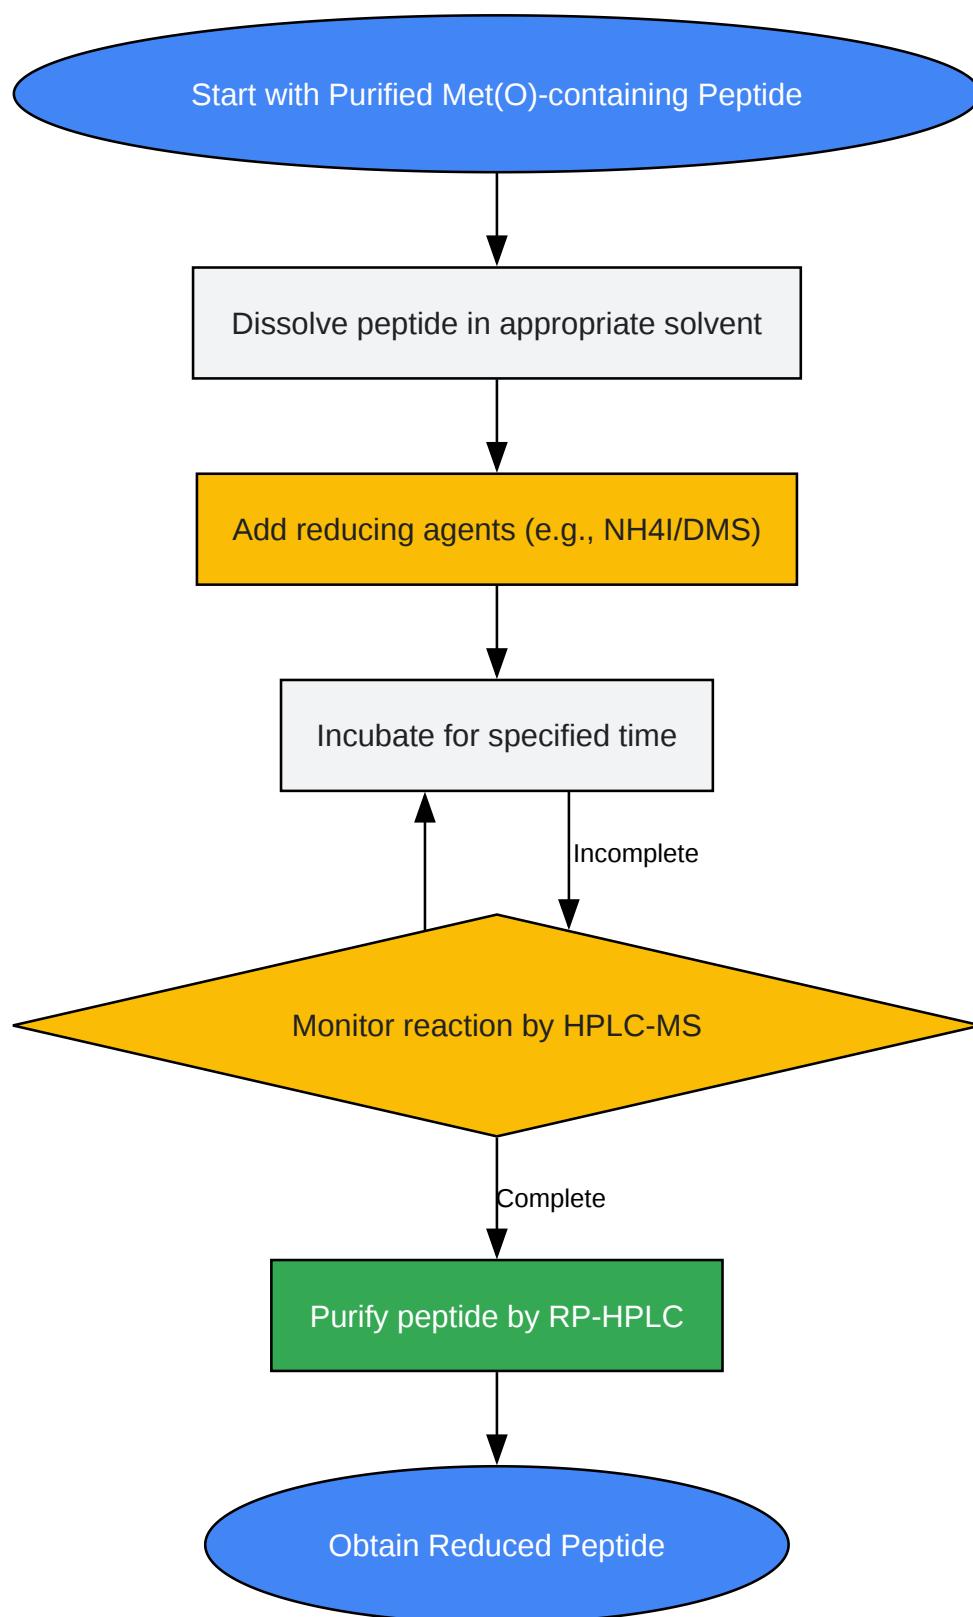 Start with Purified Met(O)-containing Peptide
Dissolve peptide in appropriate solvent
Add reducing agents (e.g., NH4I/DMS)
Incubate for specified time
Incomplete
Monitor reaction by HPLC-MS
Complete
Purify peptide by RP-HPLC
Obtain Reduced Peptide